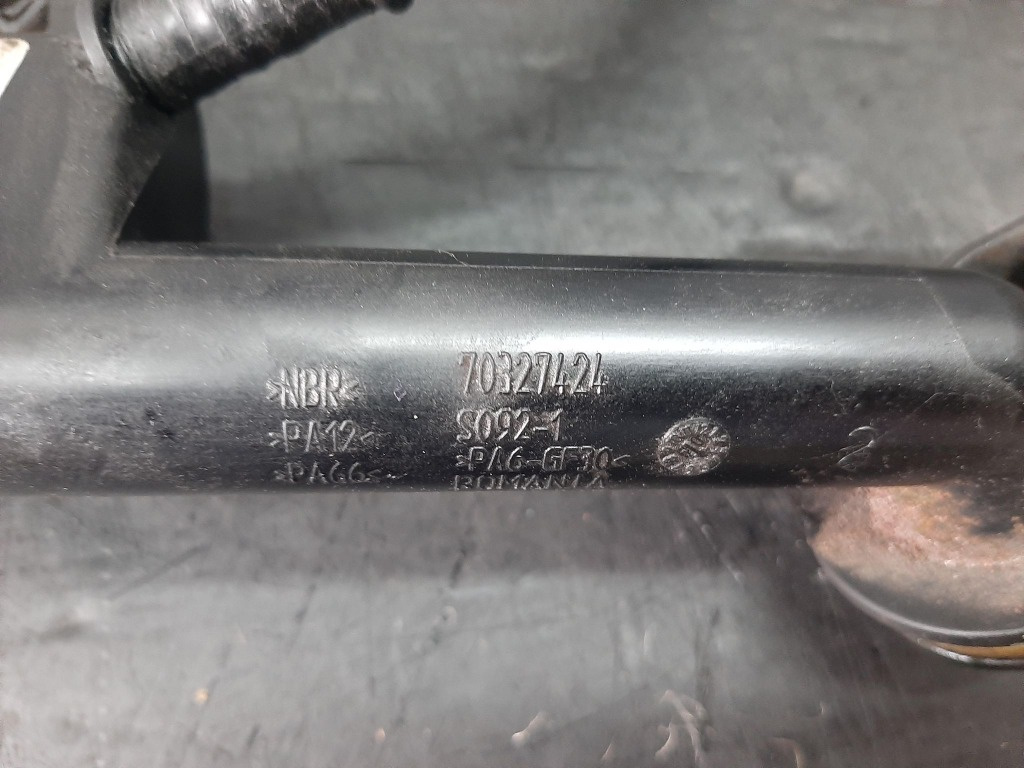 >NBR<
>PA12<
>PA66<
70327424
S092-1
>PA6-GF30<
ROMANIA
2